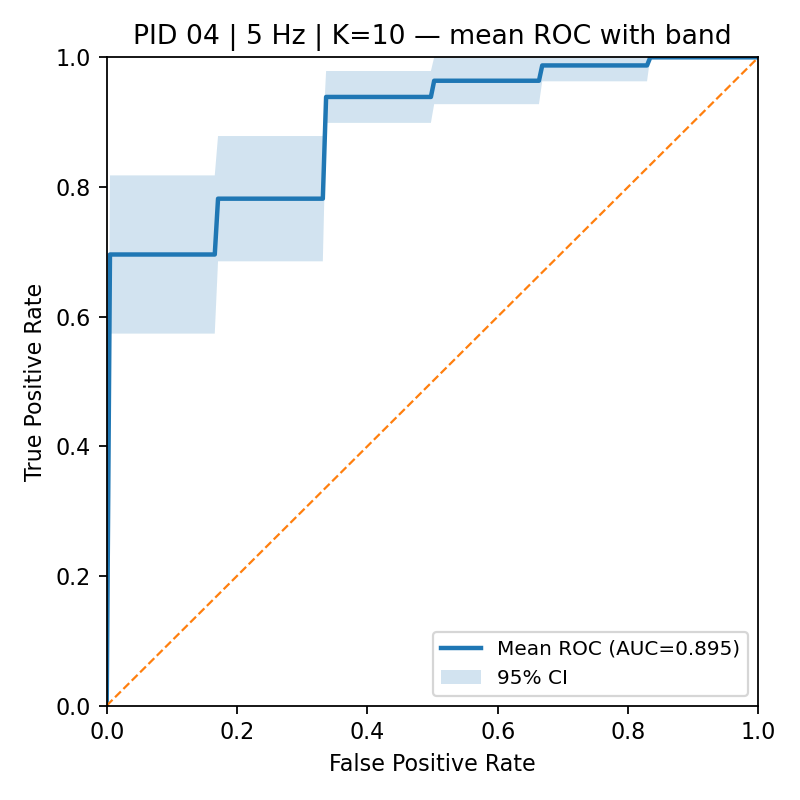 PID 04 | 5 Hz | K=10 — mean ROC with band
1.0
0.8
0.6
0.4
0.2
0.0
True Positive Rate
Mean ROC (AUC=0.895)
95% CI
0.0 0.2 0.4 0.6 0.8 1.0
False Positive Rate